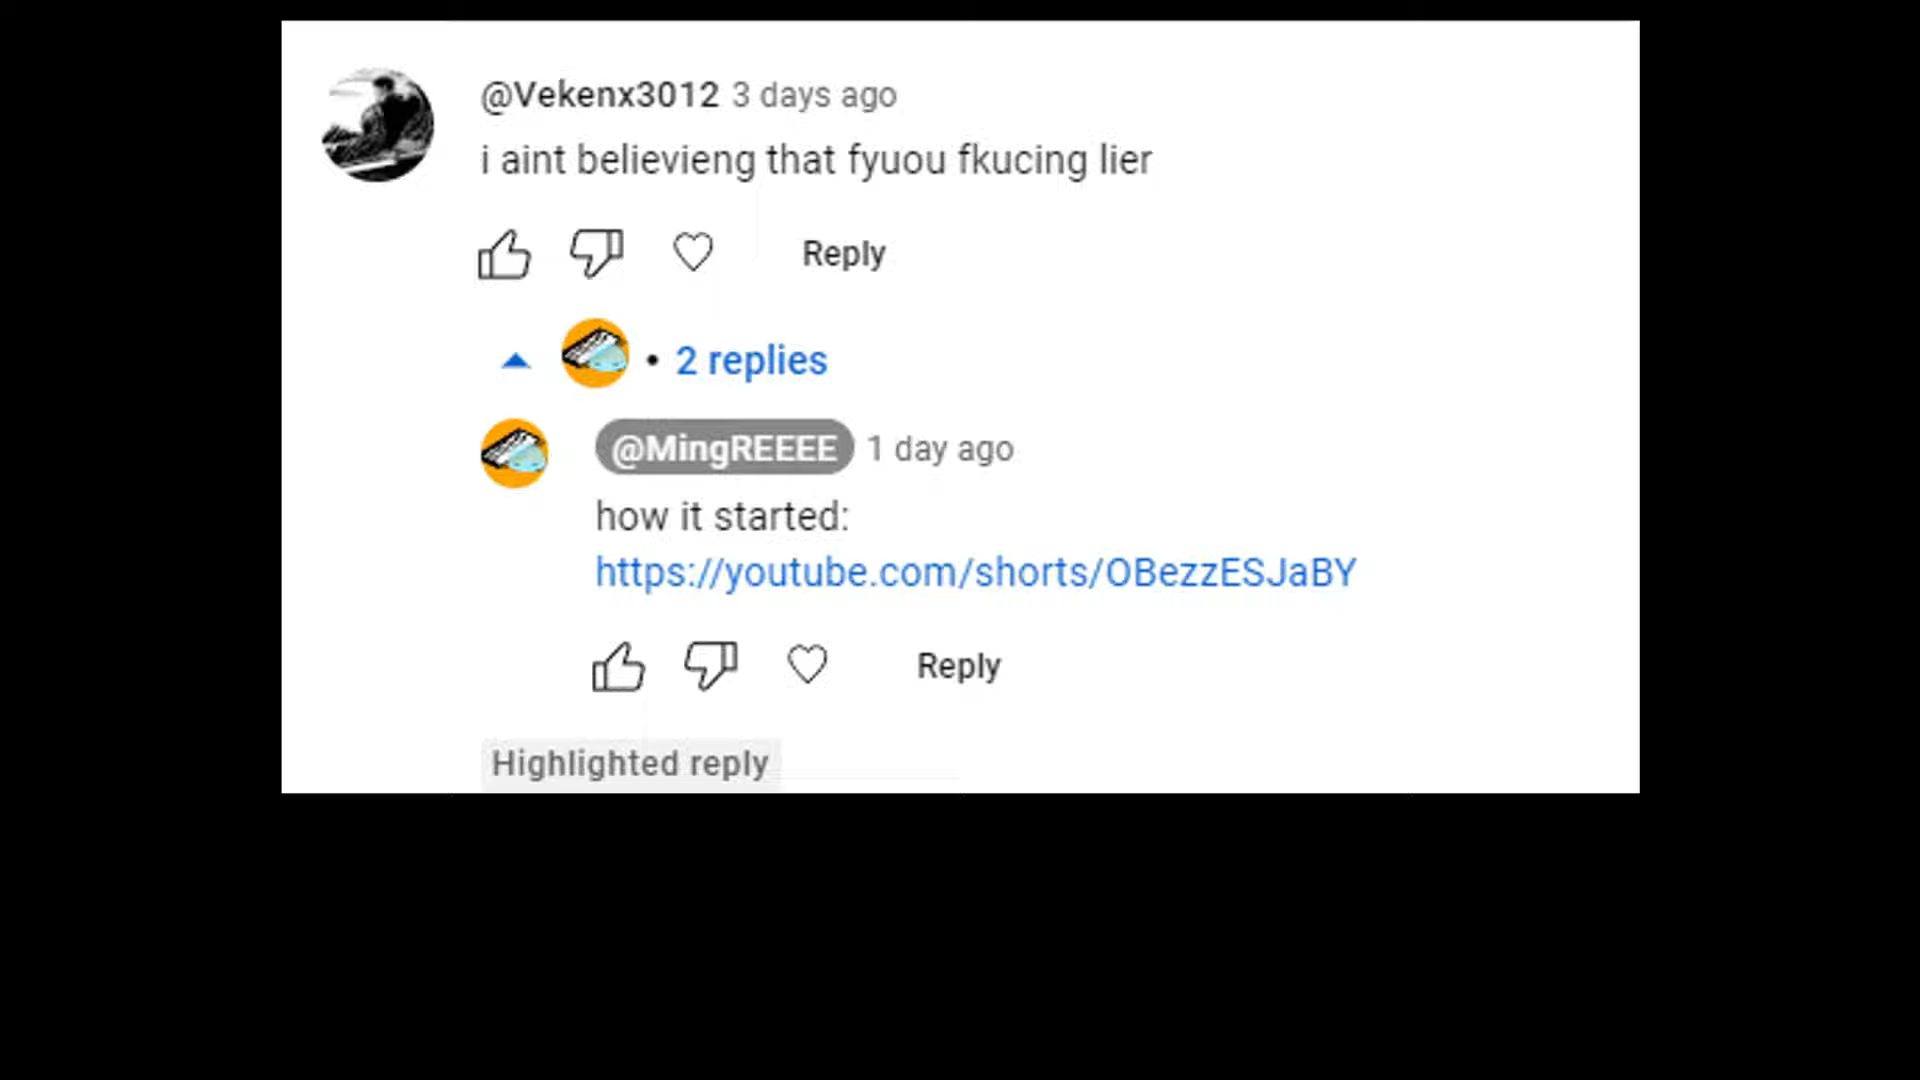 @Vekenx3012 3 days ago
i aint believieng that fyuou fkucing lier
Reply
• 2 replies
@MingREEEE 1 day ago
how it started:
https://youtube.com/shorts/OBezzESJaBY
Reply
Highlighted reply